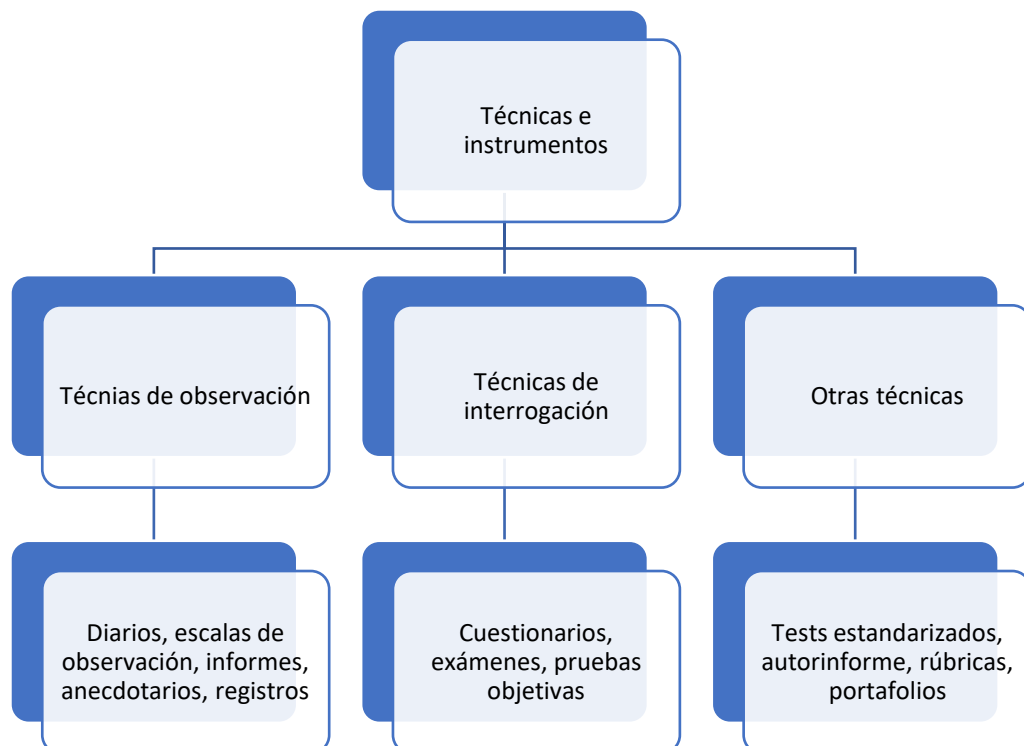 Técnicas e
instrumentos
Técnias de observación
Técnicas de
interrogación
Otras técnicas
Diarios, escalas de
observación, informes,
anecdotarios, registros
Cuestionarios,
exámenes, pruebas
objetivas
Tests estandarizados,
autorinforme, rúbricas,
portafolios